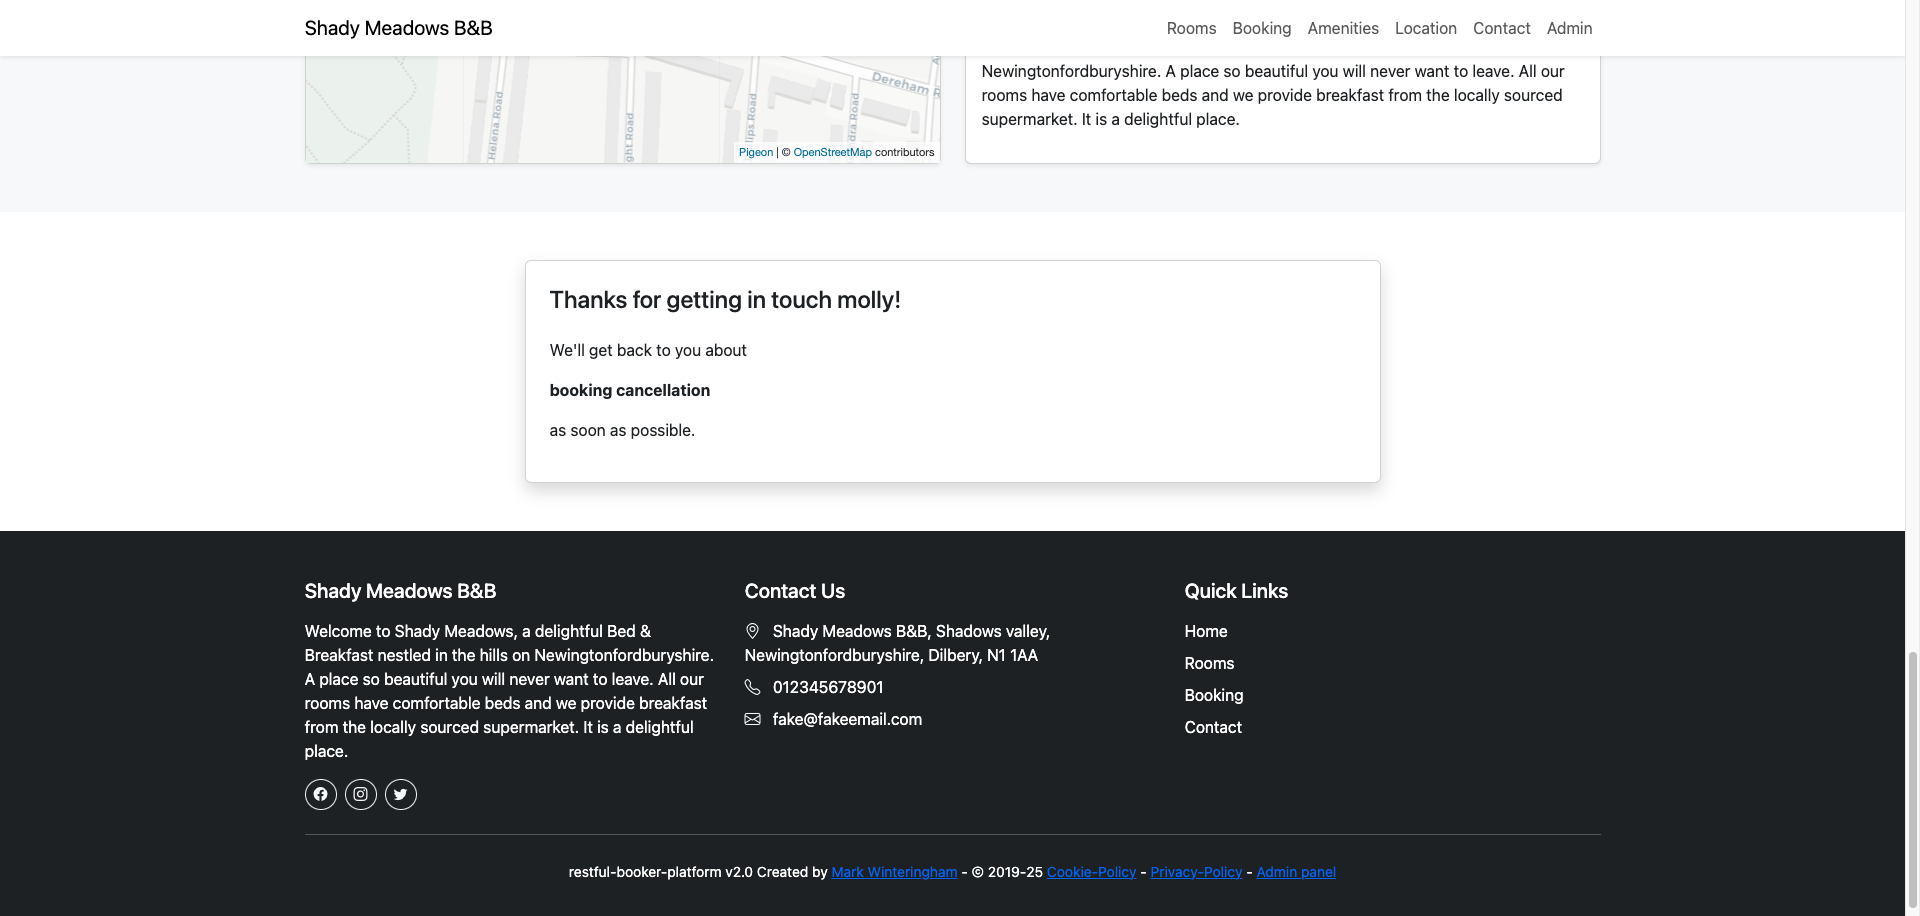 Shady Meadows B&B
Rooms Booking Amenities Location Contact Admin
Helena Road
ght Road
lips Road
dra Road
Dereham R
Pigeon | © OpenStreetMap contributors
Newingtonfordburyshire. A place so beautiful you will never want to leave. All our
rooms have comfortable beds and we provide breakfast from the locally sourced
supermarket. It is a delightful place.
Thanks for getting in touch molly!
We'll get back to you about
booking cancellation
as soon as possible.
Shady Meadows B&B
Welcome to Shady Meadows, a delightful Bed &
Breakfast nestled in the hills on Newingtonfordburyshire.
A place so beautiful you will never want to leave. All our
rooms have comfortable beds and we provide breakfast
from the locally sourced supermarket. It is a delightful
place.
Contact Us
Shady Meadows B&B, Shadows valley,
Newingtonfordburyshire, Dilbery, N1 1AA
012345678901
fake@fakeemail.com
Quick Links
Home
Rooms
Booking
Contact
restful-booker-platform v2.0 Created by Mark Winteringham - © 2019-25 Cookie-Policy - Privacy-Policy - Admin panel